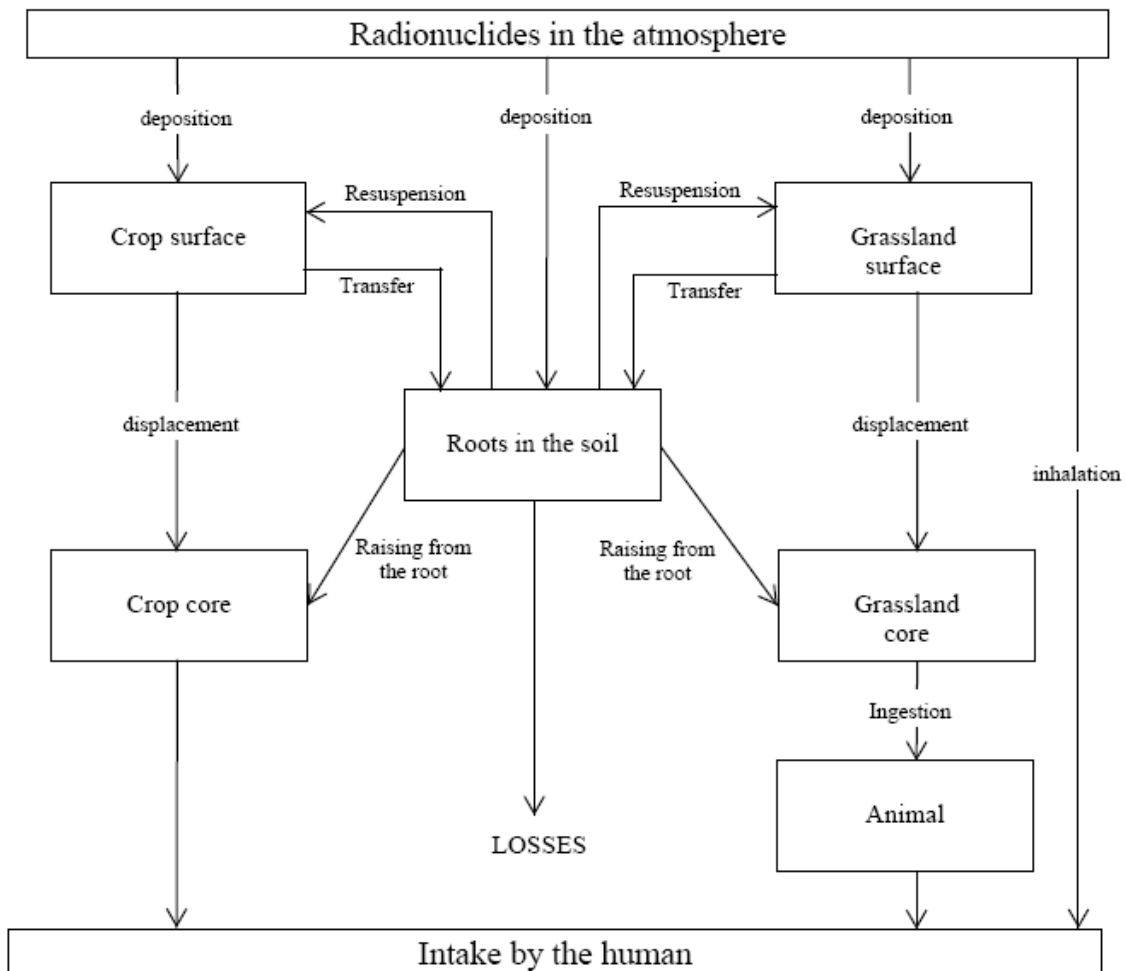 Radionuclides in the atmosphere
deposition
deposition
deposition
Resuspension
Resuspension
Crop surface
Grassland
surface
Transfer
Transfer
displacement
Roots in the soil
displacement
inhalation
Raising from
the root
Raising from
the root
Crop core
Grassland
core
Ingestion
Animal
LOSSES
Intake by the human